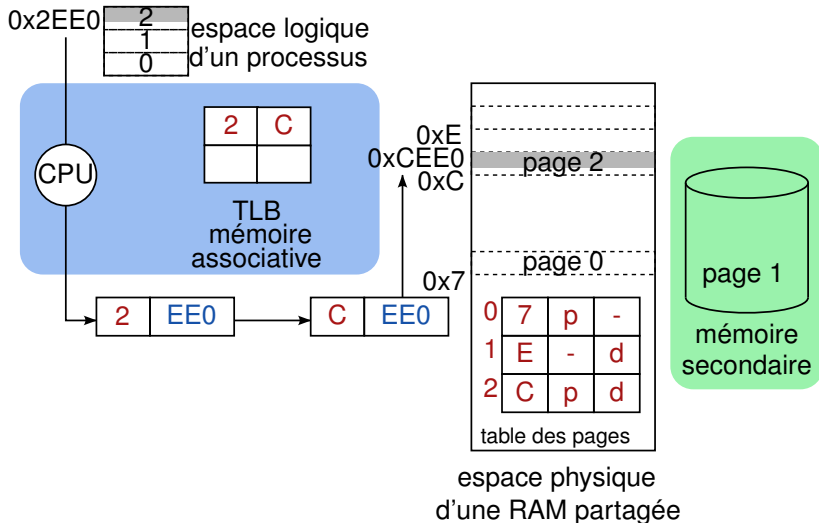 0x2EE0
2
1
0
espace logique
d'un processus
CPU
2 C
TLB
mémoire
associative
0xE
0xCEE0
0xC
page 2
page 0
0x7
2 EE0
C EE0
0 7 p -
1 E - d
2 C p d
table des pages
espace physique
d'une RAM partagée
page 1
mémoire
secondaire